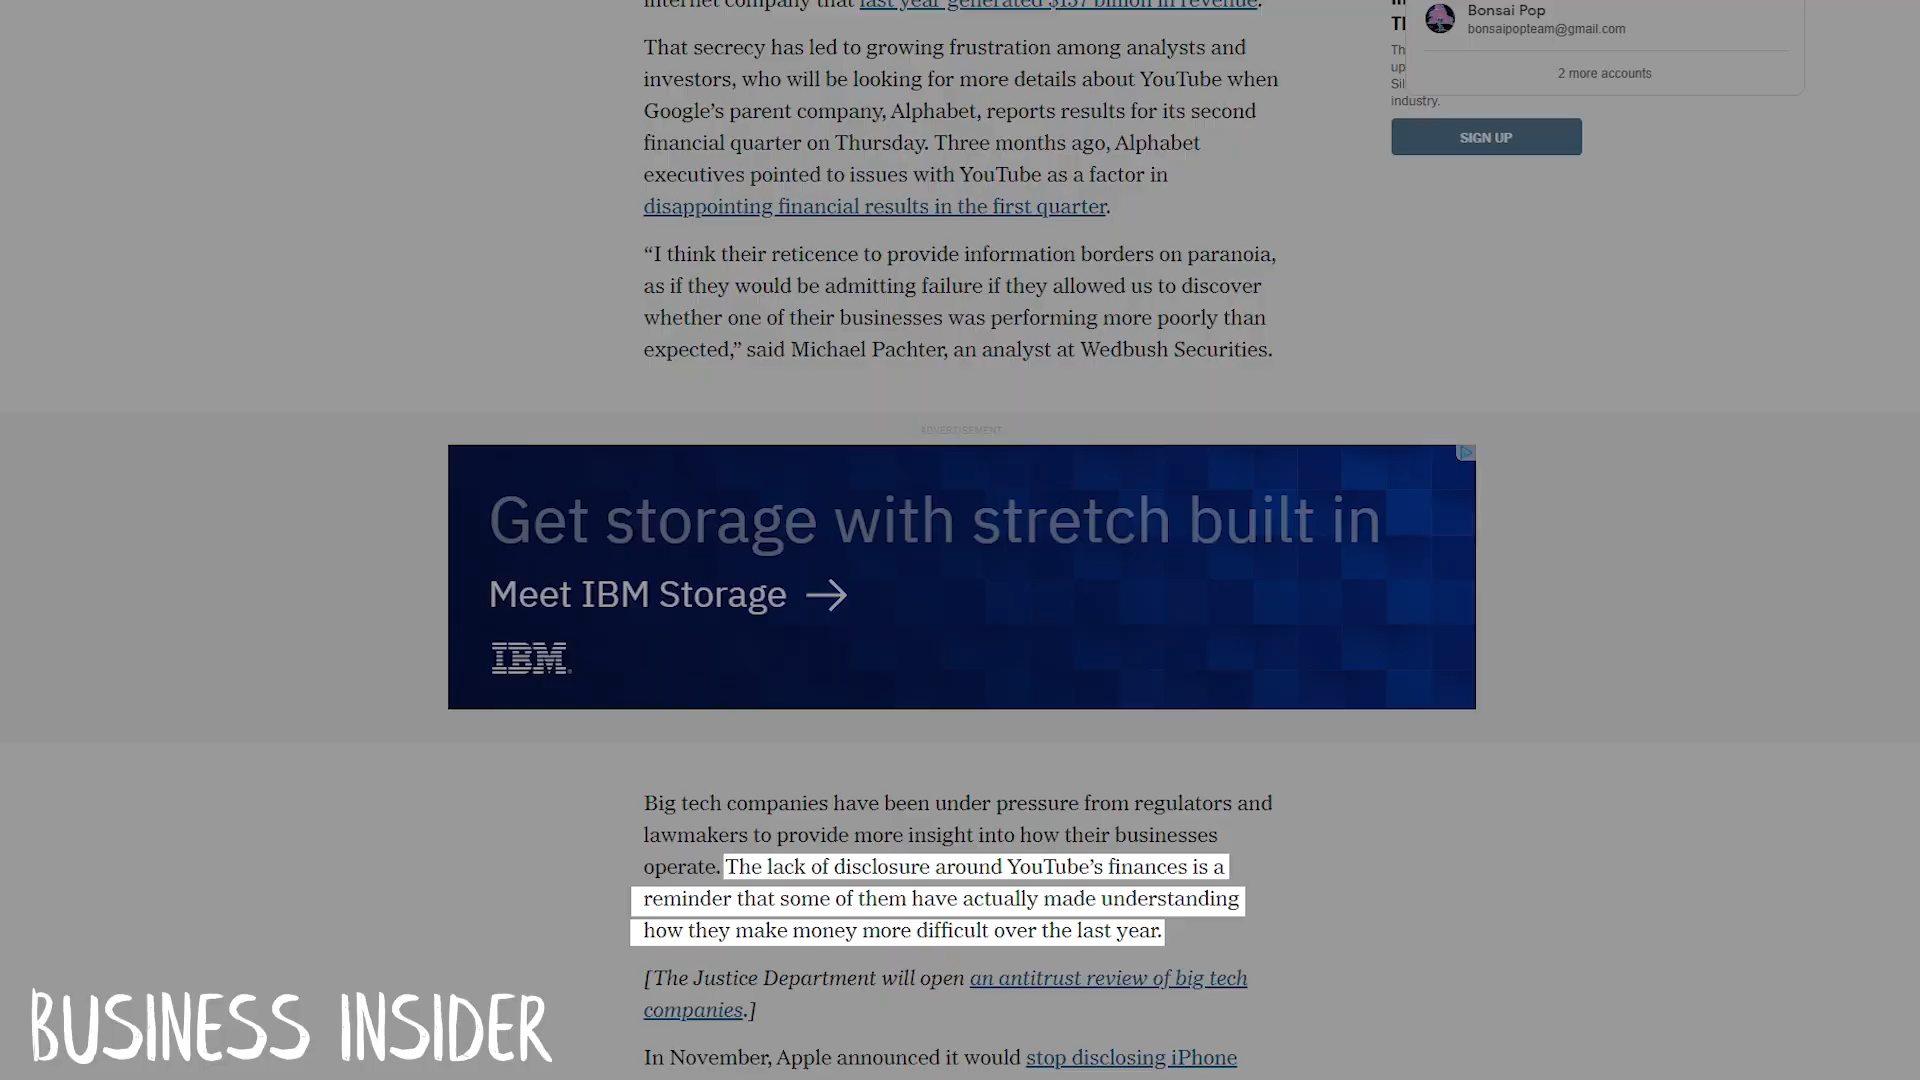 internet company that last year generated $137 billion in revenue.
That secrecy has led to growing frustration among analysts and
investors, who will be looking for more details about YouTube when
Google’s parent company, Alphabet, reports results for its second
financial quarter on Thursday. Three months ago, Alphabet
executives pointed to issues with YouTube as a factor in
disappointing financial results in the first quarter.
“I think their reticence to provide information borders on paranoia,
as if they would be admitting failure if they allowed us to discover
whether one of their businesses was performing more poorly than
expected,” said Michael Pachter, an analyst at Wedbush Securities.
Bonsai Pop
bonsaipopteam@gmail.com
2 more accounts
Th
up
Sil
industry.
SIGN UP
ADVERTISEMENT
Get storage with stretch built in
Meet IBM Storage →
IBM.
Big tech companies have been under pressure from regulators and
lawmakers to provide more insight into how their businesses
operate. The lack of disclosure around YouTube’s finances is a
reminder that some of them have actually made understanding
how they make money more difficult over the last year.
[The Justice Department will open an antitrust review of big tech
companies.]
In November, Apple announced it would stop disclosing iPhone
BUSINESS INSIDER